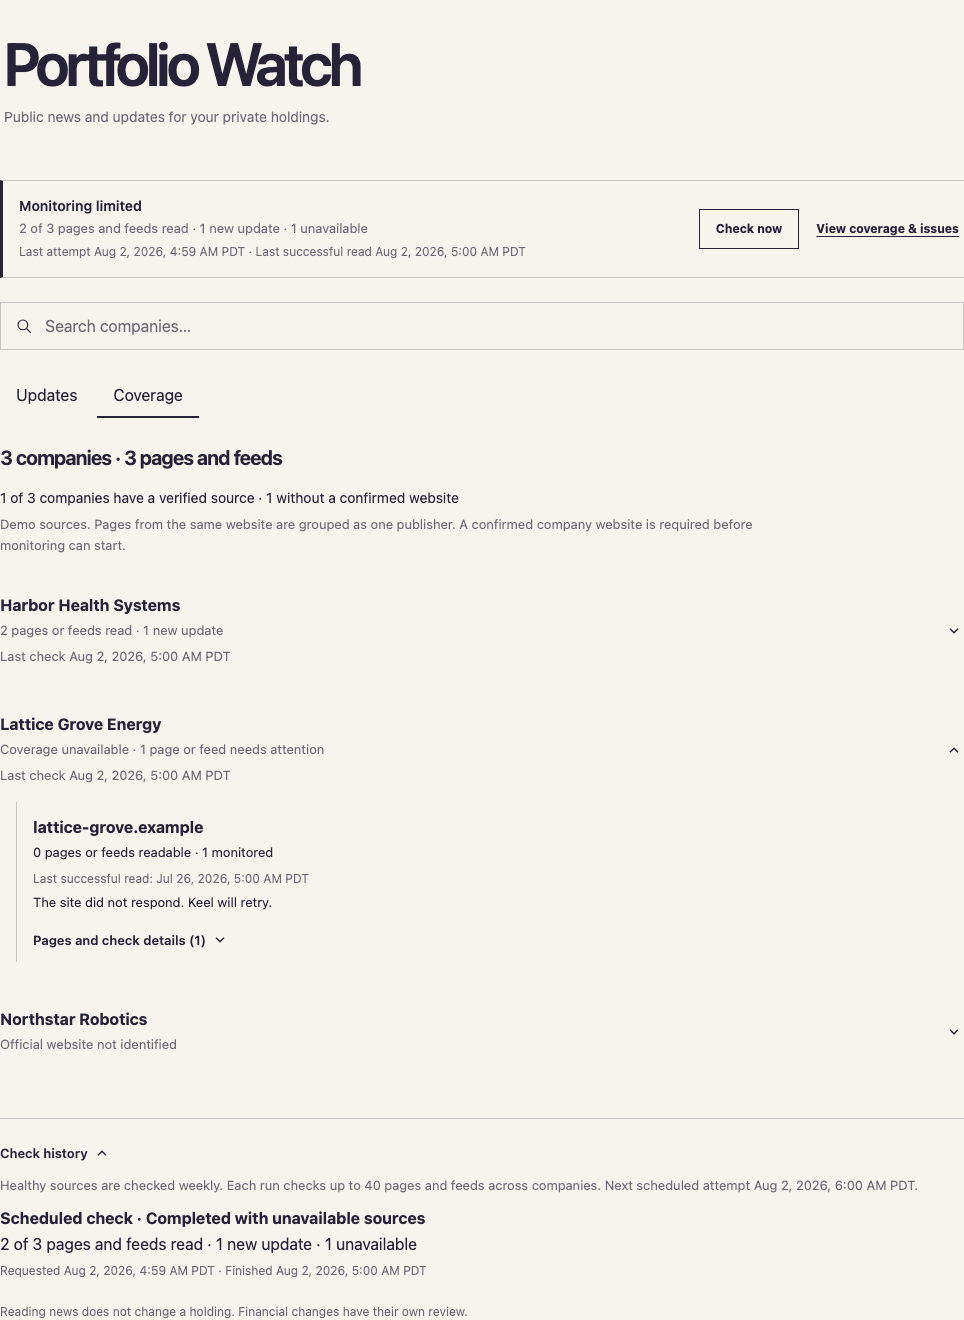 Portfolio Watch
Public news and updates for your private holdings.
Monitoring limited
2 of 3 pages and feeds read · 1 new update · 1 unavailable
Last attempt Aug 2, 2026, 4:59 AM PDT · Last successful read Aug 2, 2026, 5:00 AM PDT
Check now
View coverage & issues
Search companies...
Updates
Coverage
3 companies · 3 pages and feeds
1 of 3 companies have a verified source · 1 without a confirmed website
Demo sources. Pages from the same website are grouped as one publisher. A confirmed company website is required before
monitoring can start.
Harbor Health Systems
2 pages or feeds read · 1 new update
Last check Aug 2, 2026, 5:00 AM PDT
Lattice Grove Energy
Coverage unavailable · 1 page or feed needs attention
Last check Aug 2, 2026, 5:00 AM PDT
lattice-grove.example
0 pages or feeds readable · 1 monitored
Last successful read: Jul 26, 2026, 5:00 AM PDT
The site did not respond. Keel will retry.
Pages and check details (1)
Northstar Robotics
Official website not identified
Check history
Healthy sources are checked weekly. Each run checks up to 40 pages and feeds across companies. Next scheduled attempt Aug 2, 2026, 6:00 AM PDT.
Scheduled check · Completed with unavailable sources
2 of 3 pages and feeds read · 1 new update · 1 unavailable
Requested Aug 2, 2026, 4:59 AM PDT · Finished Aug 2, 2026, 5:00 AM PDT
Reading news does not change a holding. Financial changes have their own review.